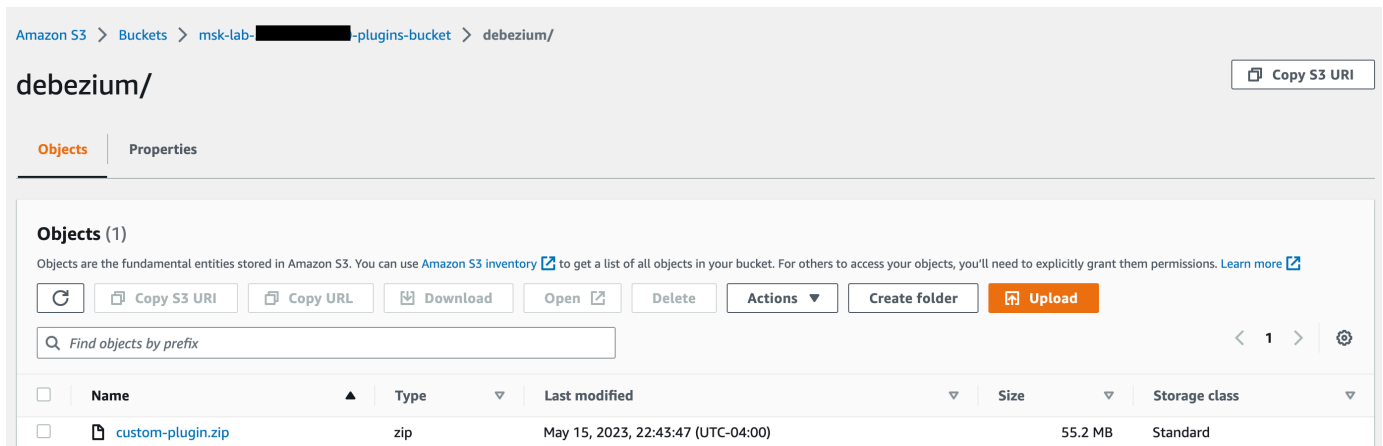 Amazon S3 > Buckets > msk-lab- -plugins-bucket > debezium/
debezium/
Copy S3 URI
Objects Properties
Objects (1)
Objects are the fundamental entities stored in Amazon S3. You can use Amazon S3 inventory to get a list of all objects in your bucket. For others to access your objects, you'll need to explicitly grant them permissions. Learn more
Copy S3 URI Copy URL Download Open Delete Actions Create folder Upload
Find objects by prefix
1
Name Type Last modified Size Storage class
custom-plugin.zip zip May 15, 2023, 22:43:47 (UTC-04:00) 55.2 MB Standard